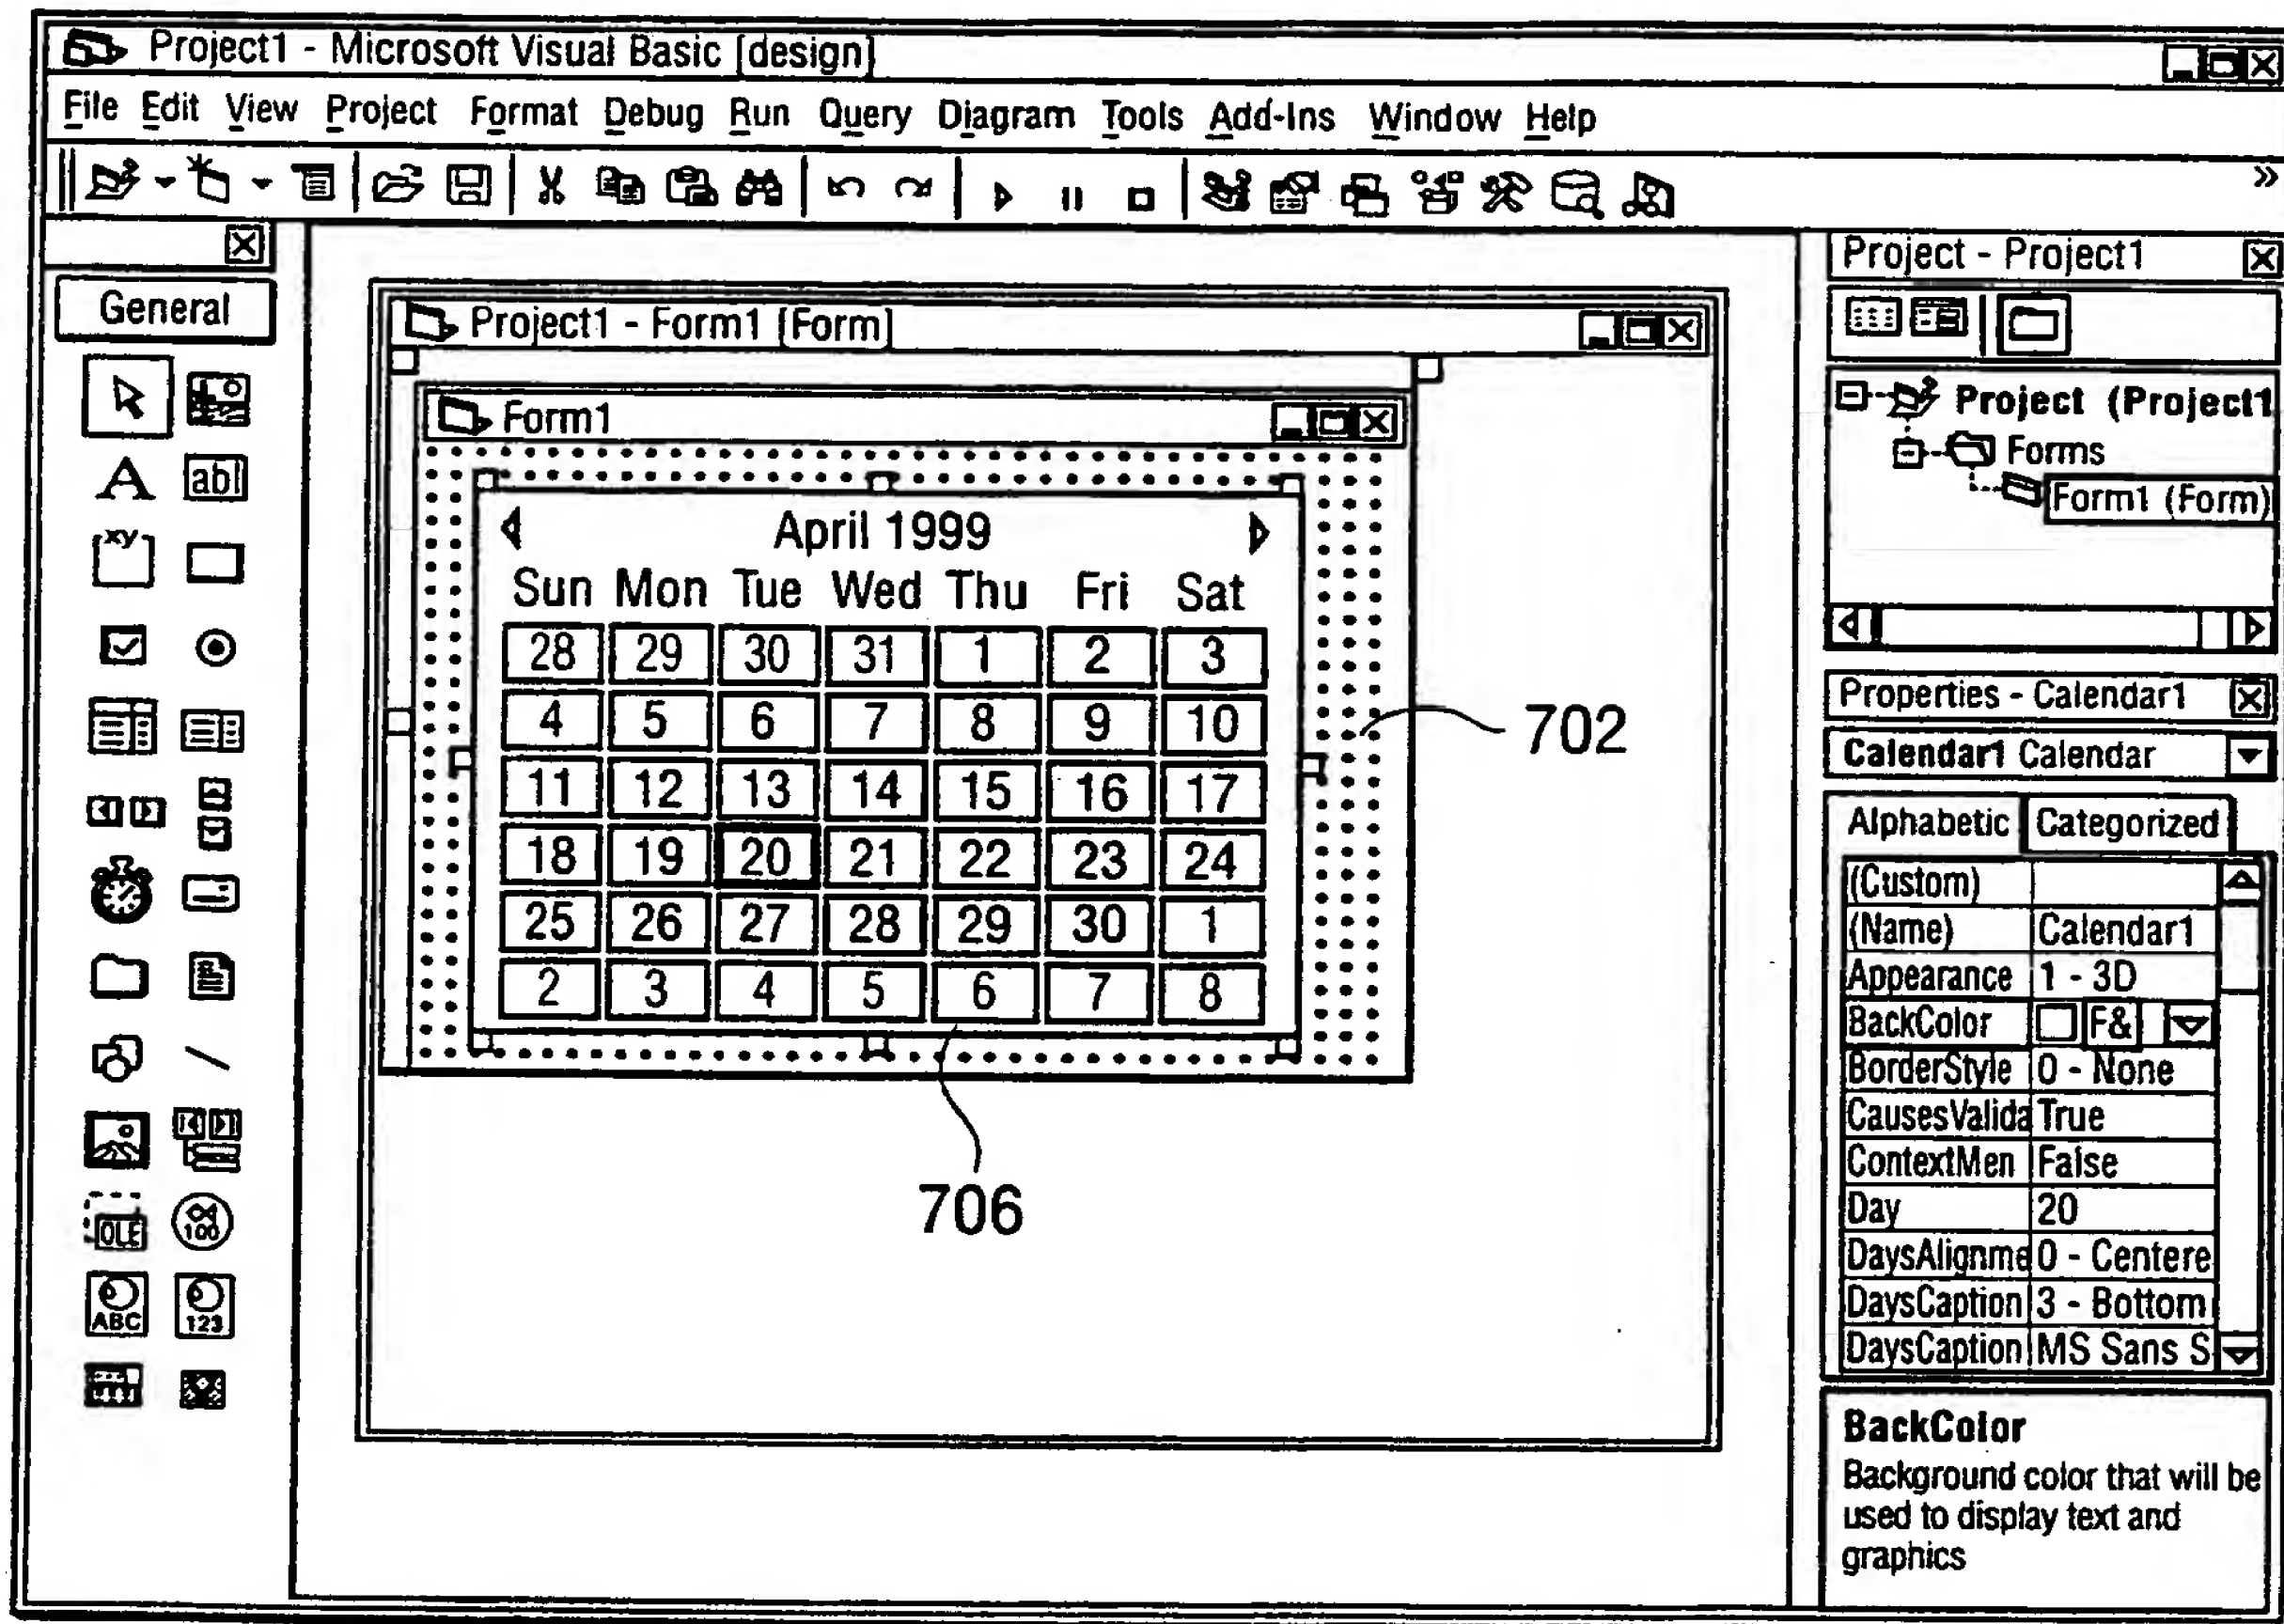 Project1 - Microsoft Visual Basic [design]
File Edit View Project Format Debug Run Query Diagram Tools Add-Ins Window Help
General
A abl
xy
OLE 100
ABC 123
Project1 - Form1 [Form]
Form1
April 1999
Sun Mon Tue Wed Thu Fri Sat
28 29 30 31 1 2 3
4 5 6 7 8 9 10
11 12 13 14 15 16 17
18 19 20 21 22 23 24
25 26 27 28 29 30 1
2 3 4 5 6 7 8
702
706
Project - Project1
Project (Project1
Forms
Form1 (Form)
Properties - Calendar1
Calendar1 Calendar
Alphabetic Categorized
(Custom)
(Name) Calendar1
Appearance 1 - 3D
BackColor F&
BorderStyle 0 - None
CausesValida True
ContextMen False
Day 20
DaysAlignme 0 - Centere
DaysCaption 3 - Bottom
DaysCaption MS Sans S
BackColor
Background color that will be
used to display text and
graphics